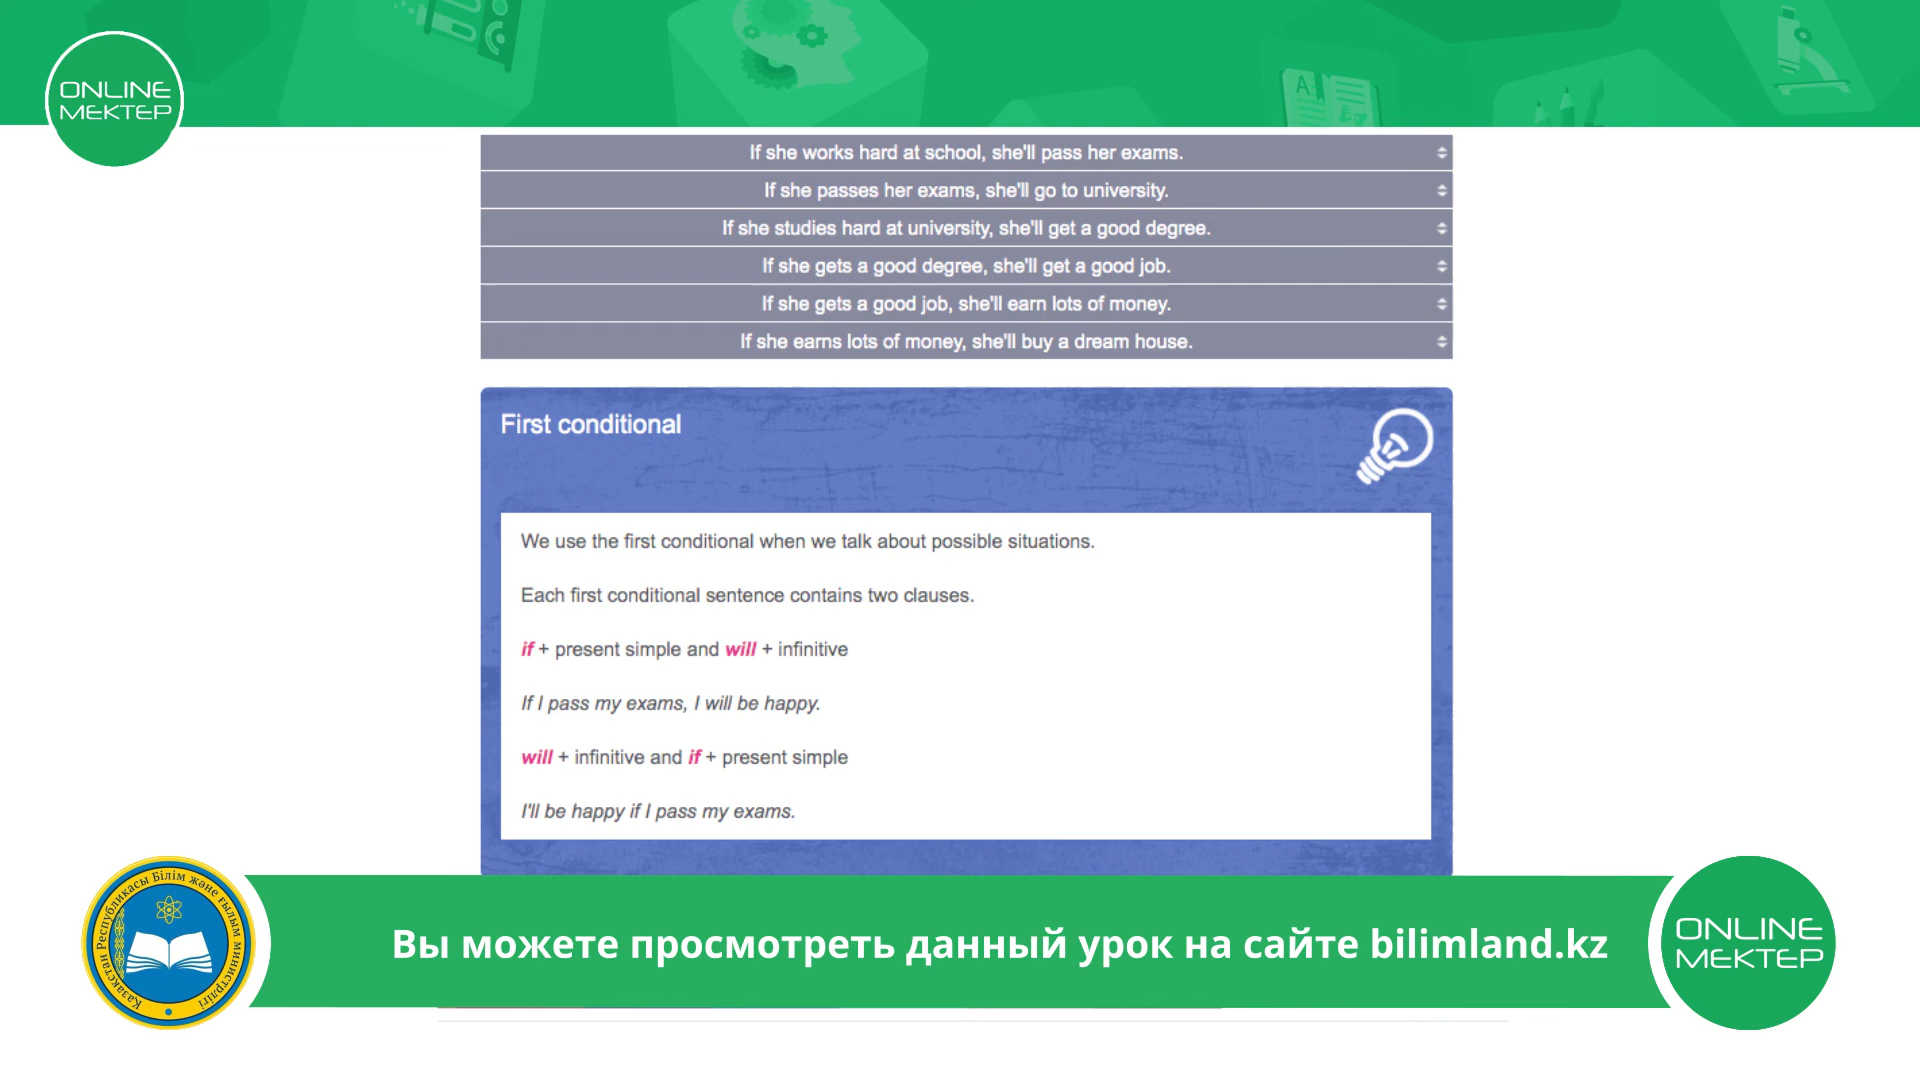 ONLINE
MEKTEP
If she works hard at school, she'll pass her exams.
If she passes her exams, she'll go to university.
If she studies hard at university, she'll get a good degree.
If she gets a good degree, she'll get a good job.
If she gets a good job, she'll earn lots of money.
If she earns lots of money, she'll buy a dream house.
First conditional
We use the first conditional when we talk about possible situations.
Each first conditional sentence contains two clauses.
if + present simple and will + infinitive
If I pass my exams, I will be happy.
will + infinitive and if + present simple
I'll be happy if I pass my exams.
Қазақстан Республикасы Білім және ғылым министрлігі
Вы можете просмотреть данный урок на сайте bilimland.kz
ONLINE
MEKTEP